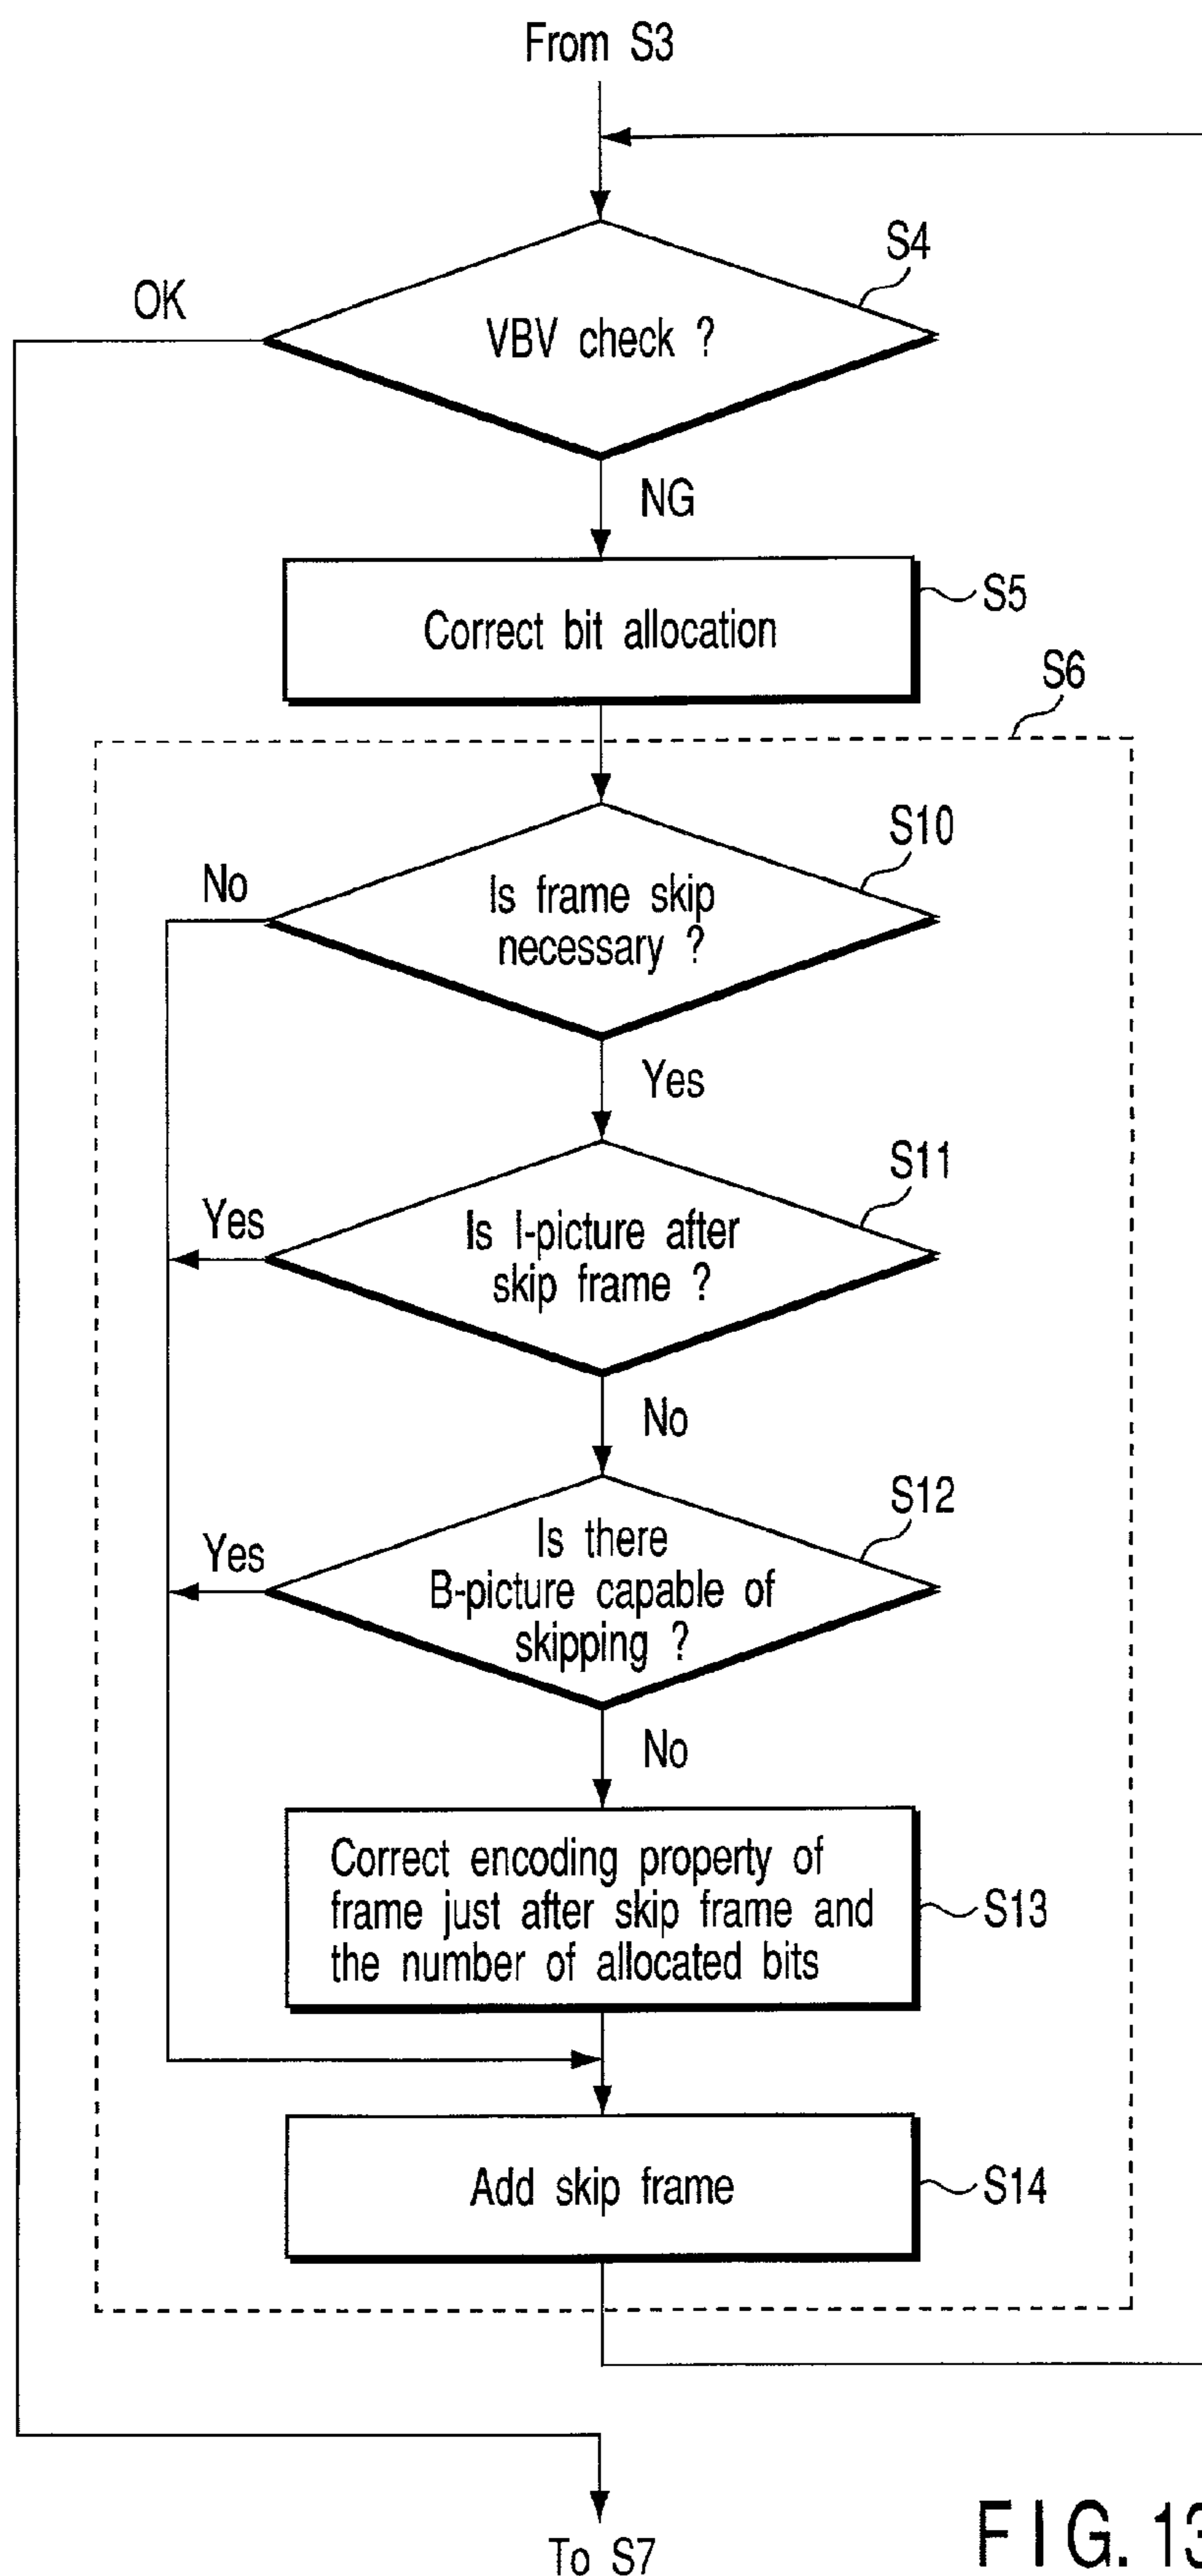 From S3
S4
OK
VBV check ?
NG
S5
Correct bit allocation
S6
S10
No
Is frame skip
necessary ?
Yes
S11
Yes
Is I-picture after
skip frame ?
No
S12
Yes
Is there
B-picture capable of
skipping ?
No
Correct encoding property of
frame just after skip frame and
the number of allocated bits
S13
Add skip frame
S14
To S7
FIG. 13